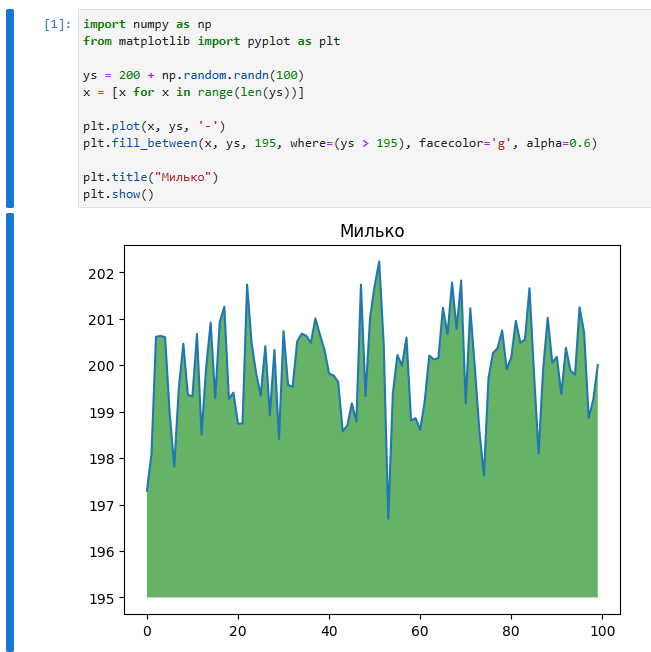 [1]:
import numpy as np
from matplotlib import pyplot as plt
ys = 200 + np.random.randn(100)
x = [x for x in range(len(ys))]
plt.plot(x, ys, '-')
plt.fill_between(x, ys, 195, where=(ys > 195), facecolor='g', alpha=0.6)
plt.title("Милько")
plt.show()
Милько
202
201
200
199
198
197
196
195
0 20 40 60 80 100